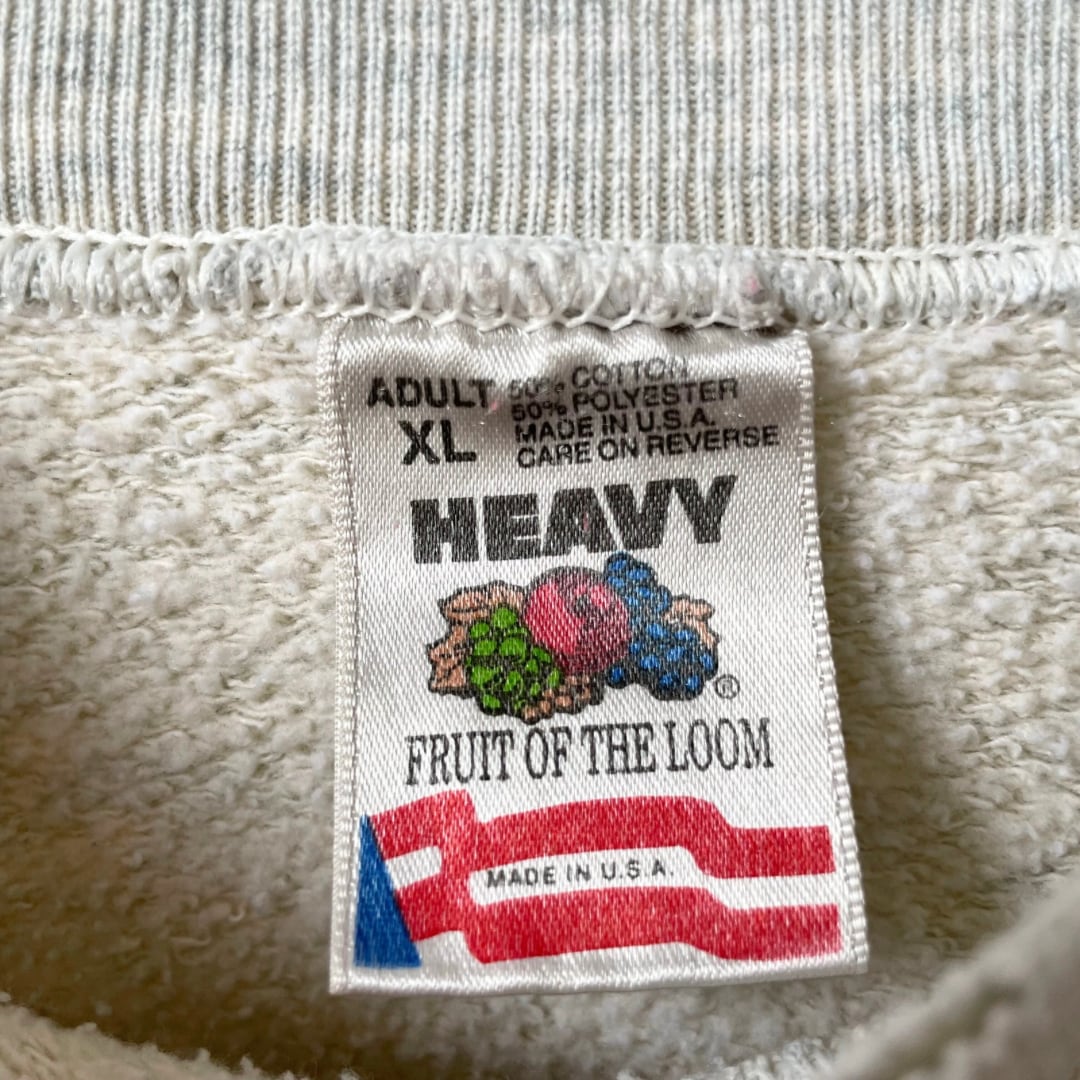 ADULT
XL
50% COTTON
50% POLYESTER
MADE IN U.S.A.
CARE ON REVERSE
HEAVY
®
FRUIT OF THE LOOM
MADE IN U.S.A.